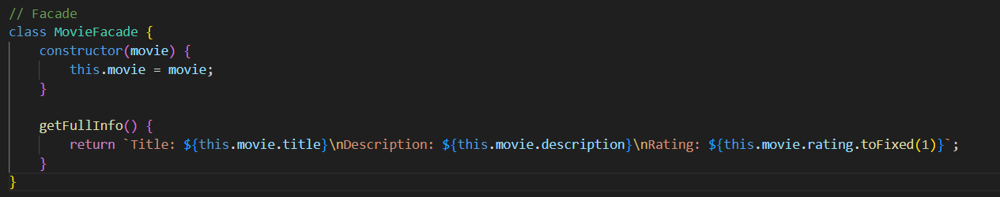 // Facade
class MovieFacade {
    constructor(movie) {
        this.movie = movie;
    }

    getFullInfo() {
        return `Title: ${this.movie.title}\nDescription: ${this.movie.description}\nRating: ${this.movie.rating.toFixed(1)}`;
    }
}